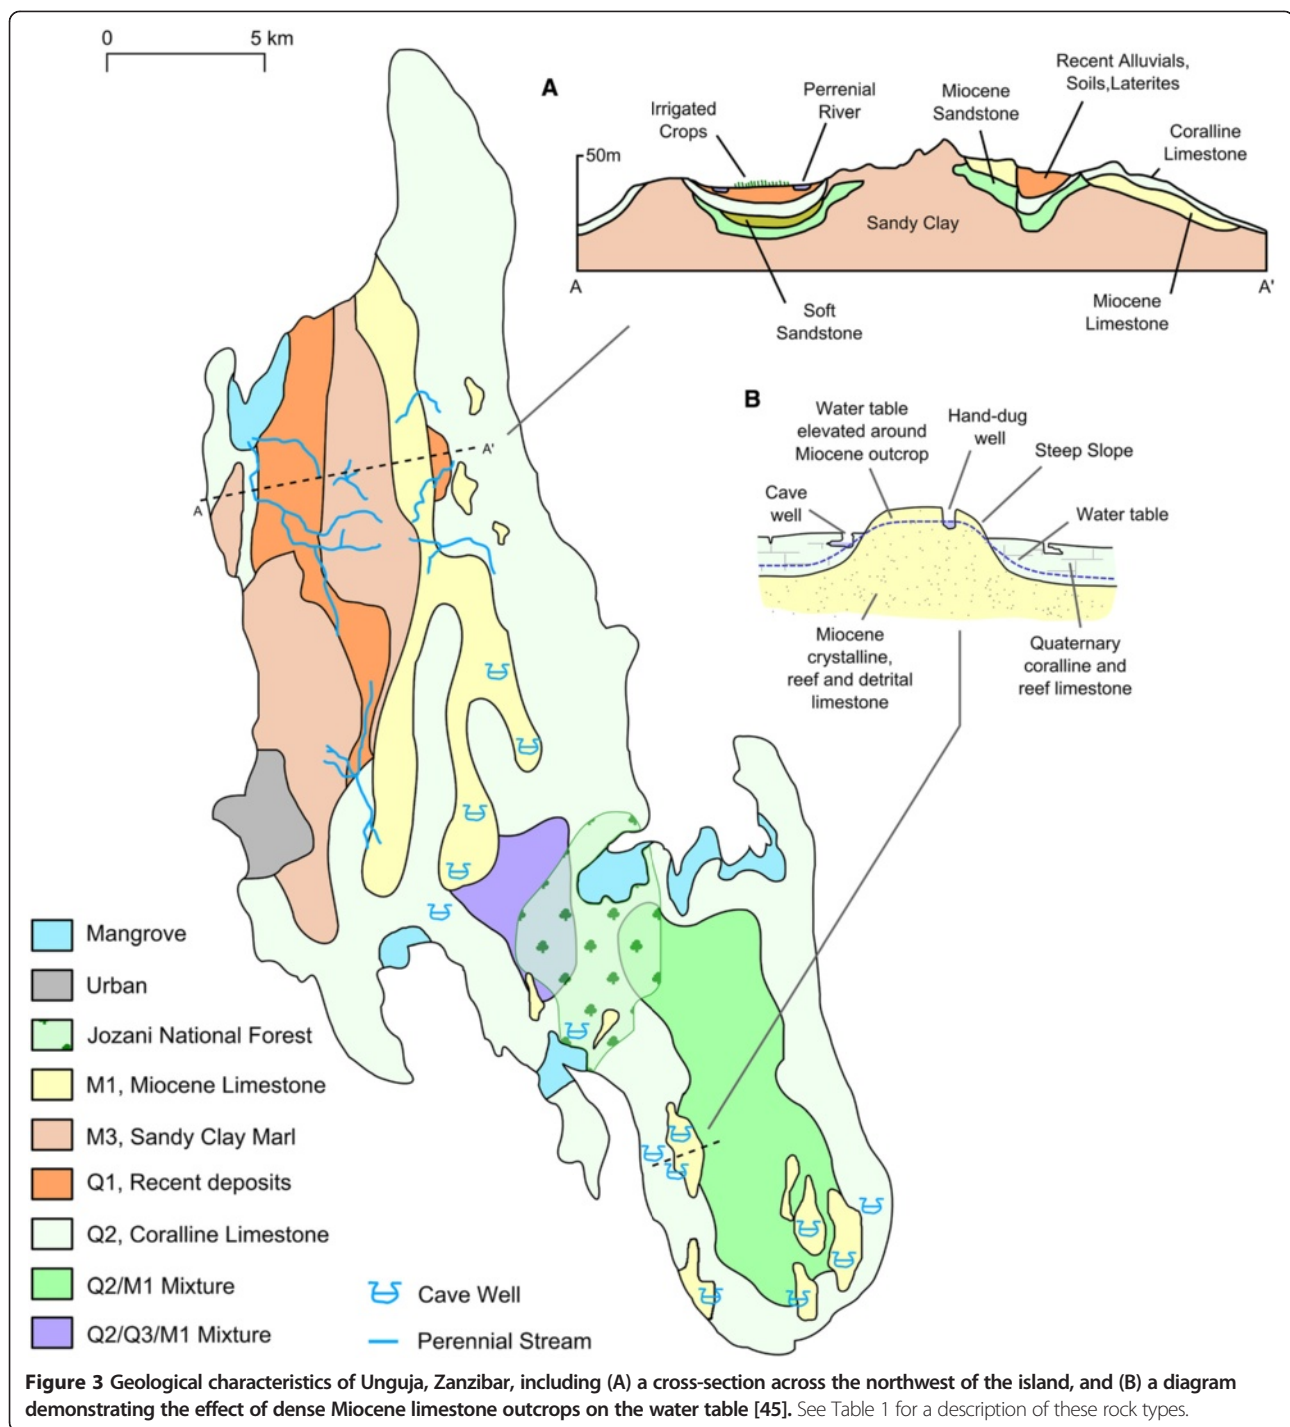 0
5 km
A
Irrigated
Crops
Perrenial
River
Miocene
Sandstone
Recent Alluvials,
Soils,Laterites
Coralline
Limestone
50m
Sandy Clay
A
A'
Soft
Sandstone
Miocene
Limestone
B
Water table
elevated around
Miocene outcrop
Hand-dug
well
Steep Slope
Cave
well
Water table
Miocene
crystalline,
reef and detrital
limestone
Quaternary
coralline and
reef limestone
A
A'
Mangrove
Urban
Jozani National Forest
M1, Miocene Limestone
M3, Sandy Clay Marl
Q1, Recent deposits
Q2, Coralline Limestone
Q2/M1 Mixture
Q2/Q3/M1 Mixture
Cave Well
Perennial Stream
Figure 3 Geological characteristics of Unguja, Zanzibar, including (A) a cross-section across the northwest of the island, and (B) a diagram
demonstrating the effect of dense Miocene limestone outcrops on the water table [45]. See Table 1 for a description of these rock types.